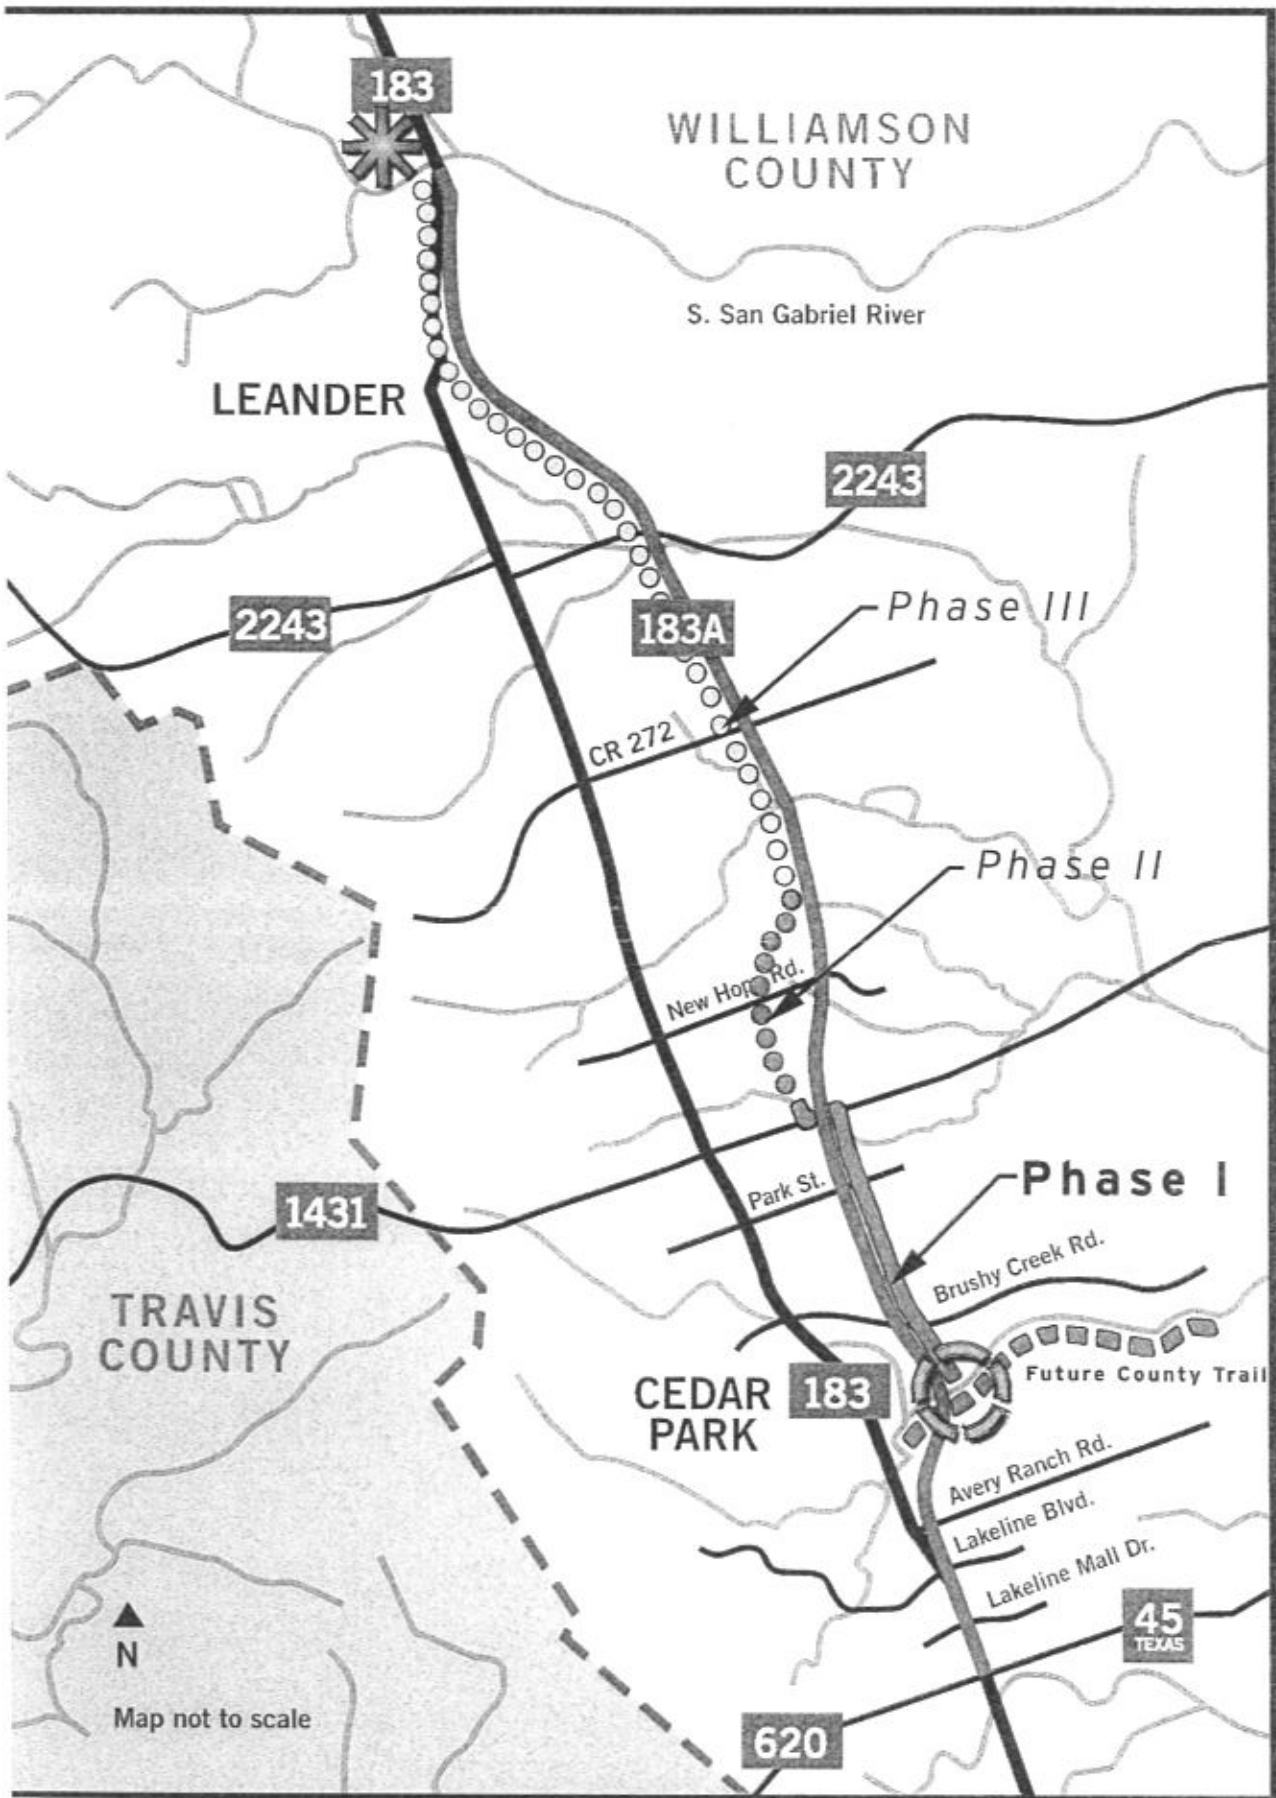 183
WILLIAMSON
COUNTY
S. San Gabriel River
LEANDER
2243
2243
183A
Phase III
CR 272
Phase II
New Hope Rd.
1431
Park St.
Phase I
Brushy Creek Rd.
TRAVIS
COUNTY
CEDAR
PARK
183
Future County Trail
Avery Ranch Rd.
Lakeline Blvd.
Lakeline Mall Dr.
45
TEXAS
N
Map not to scale
620